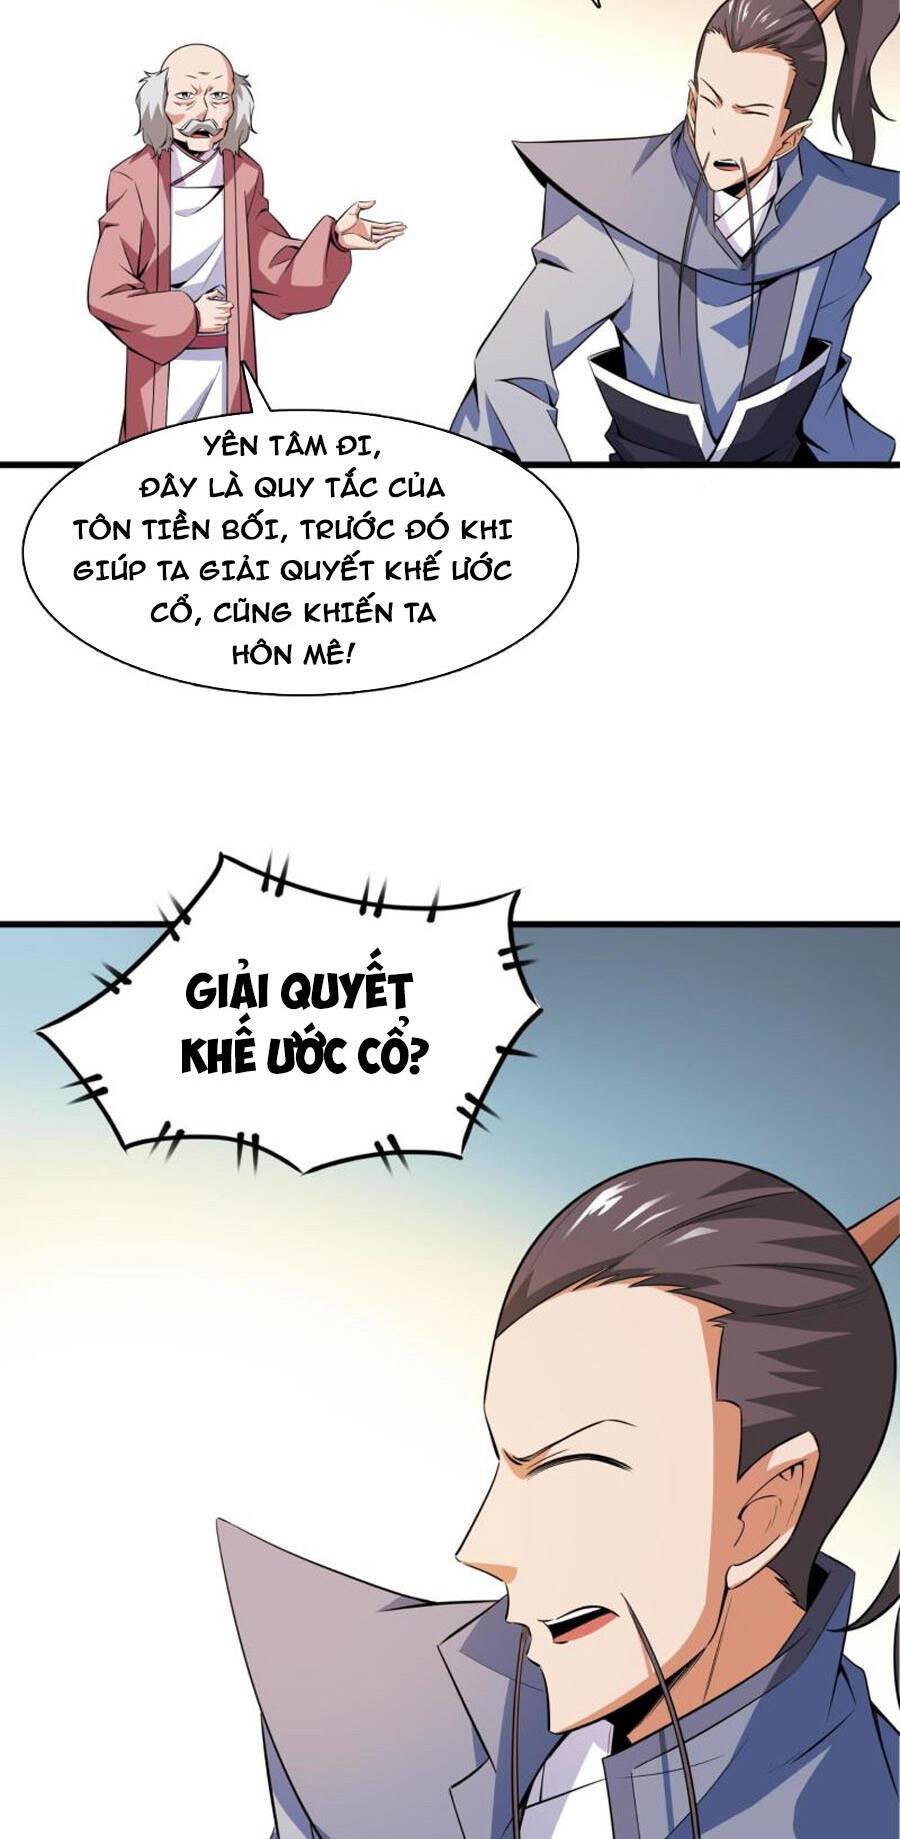 YÊN TÂM ĐI,
ĐÂY LÀ QUY TẮC CỦA
TÔN TIỀN BỐI, TRƯỚC ĐÓ KHI
GIÚP TA GIẢI QUYẾT KHẾ ƯỚC
CỔ, CŨNG KHIẾN TA
HÔN MÊ!
GIẢI QUYẾT
KHẾ ƯỚC CỔ?